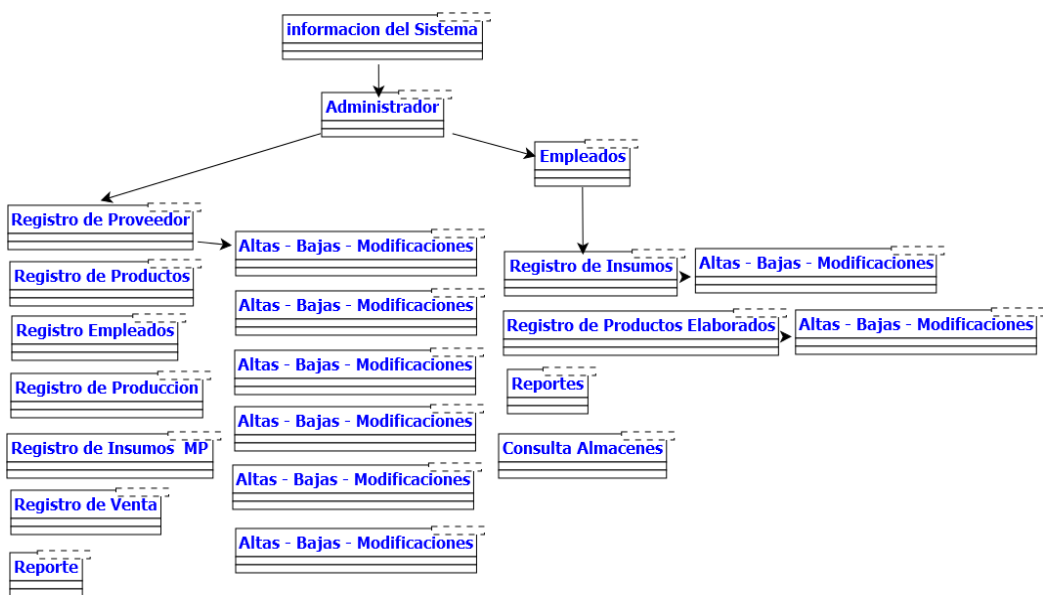 informacion del Sistema
Administrador
Empleados
Registro de Proveedor
Altas - Bajas - Modificaciones
Registro de Productos
Altas - Bajas - Modificaciones
Registro Empleados
Altas - Bajas - Modificaciones
Registro de Produccion
Altas - Bajas - Modificaciones
Registro de Insumos  MP
Altas - Bajas - Modificaciones
Registro de Venta
Altas - Bajas - Modificaciones
Reporte
Registro de Insumos
Altas - Bajas - Modificaciones
Registro de Productos Elaborados
Altas - Bajas - Modificaciones
Reportes
Consulta Almacenes